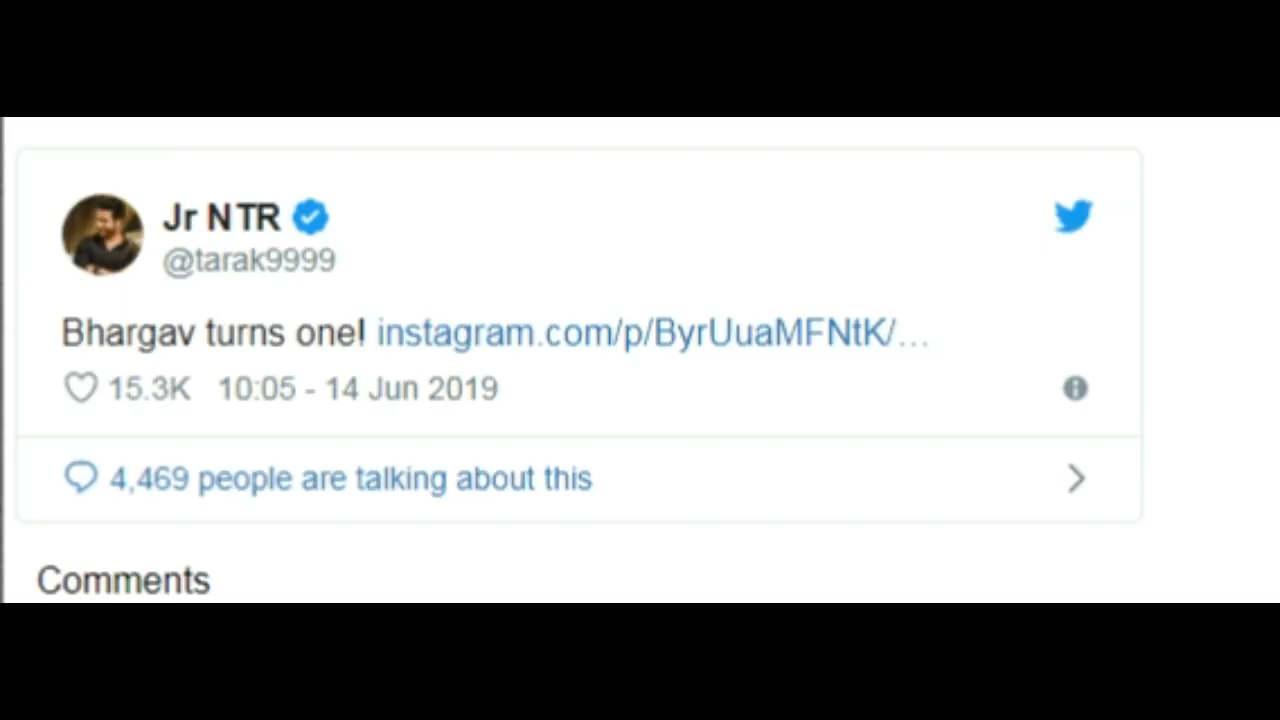 Jr NTR
@tarak9999
Bhargav turns one! instagram.com/p/ByrUuaMFNtK/…
15.3K 10:05 - 14 Jun 2019
4,469 people are talking about this
Comments